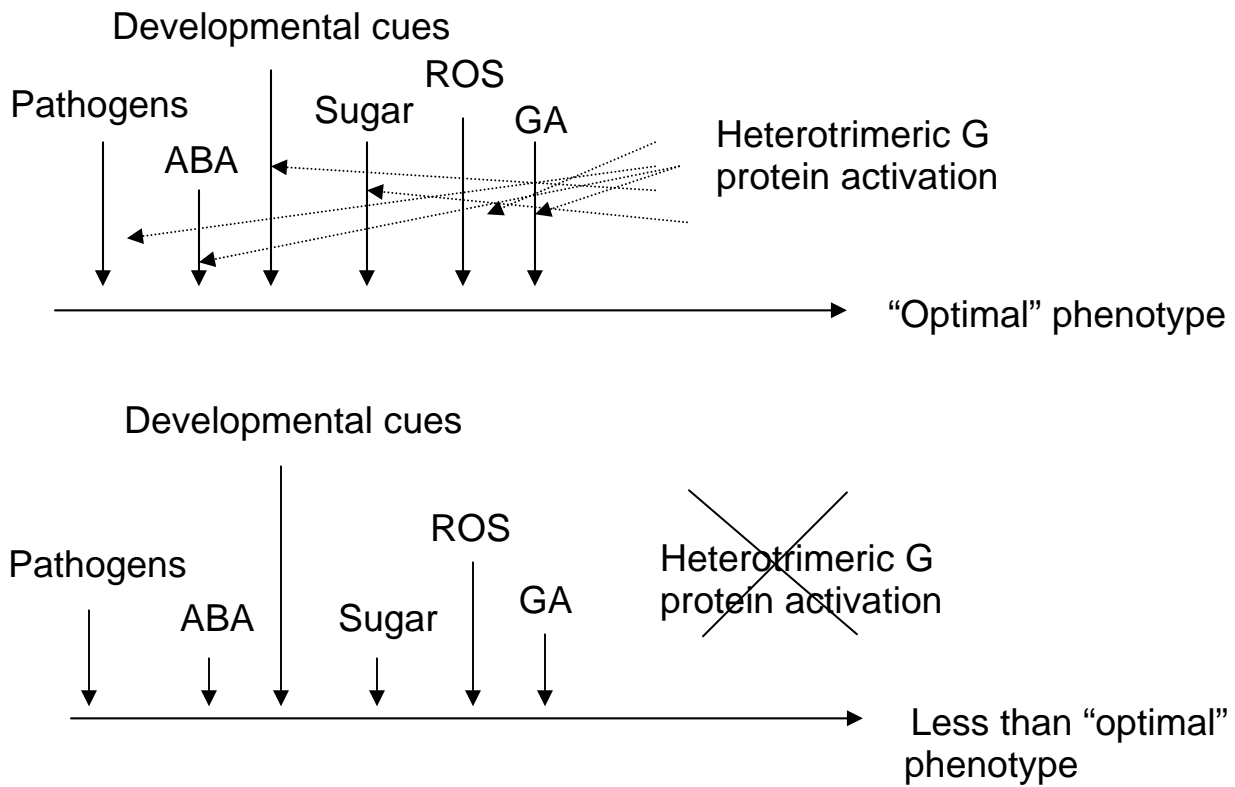 Developmental cues
ROS
Pathogens
Sugar
GA
ABA
Heterotrimeric G
protein activation
“Optimal” phenotype
Developmental cues
ROS
Pathogens
ABA
Sugar
GA
Heterotrimeric G
protein activation
Less than “optimal”
phenotype